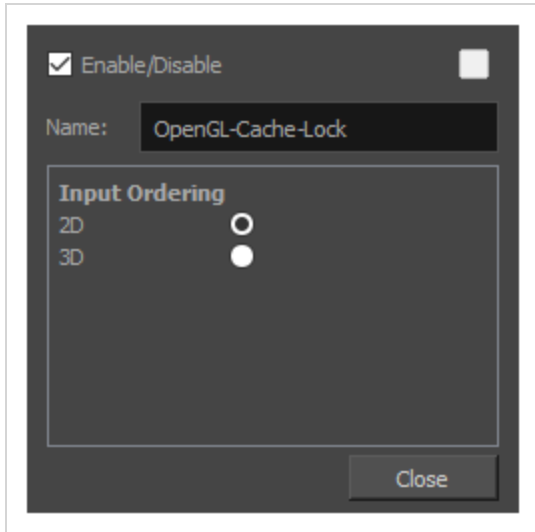 Enable/Disable
Name: OpenGL-Cache-Lock
Input Ordering
2D
3D
Close